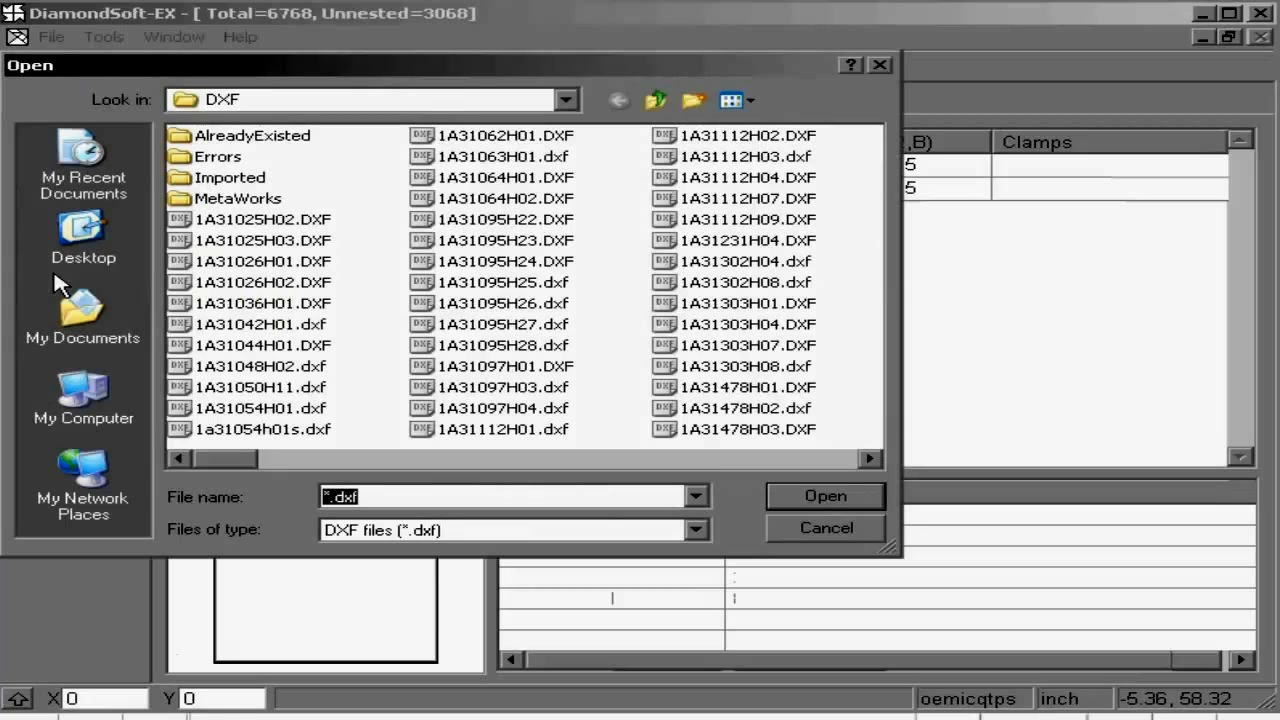 DiamondSoft-EX - [ Total=6768, Unnested=3068]
File Tools Window Help
Open
Look in: DXF
,B) Clamps
5
5
My Recent Documents
Desktop
My Documents
My Computer
My Network Places
AlreadyExisted
Errors
Imported
MetaWorks
1A31025H02.DXF
1A31025H03.DXF
1A31026H01.DXF
1A31026H02.DXF
1A31036H01.DXF
1A31042H01.dxf
1A31044H01.DXF
1A31048H02.dxf
1A31050H11.dxf
1A31054H01.dxf
1a31054h01s.dxf
1A31062H01.DXF
1A31063H01.dxf
1A31064H01.DXF
1A31064H02.DXF
1A31095H22.DXF
1A31095H23.DXF
1A31095H24.DXF
1A31095H25.dxf
1A31095H26.dxf
1A31095H27.dxf
1A31095H28.dxf
1A31097H01.DXF
1A31097H03.dxf
1A31097H04.dxf
1A31112H01.dxf
1A31112H02.DXF
1A31112H03.dxf
1A31112H04.DXF
1A31112H07.DXF
1A31112H09.DXF
1A31231H04.DXF
1A31302H04.dxf
1A31302H08.dxf
1A31303H01.DXF
1A31303H04.DXF
1A31303H07.DXF
1A31303H08.dxf
1A31478H01.DXF
1A31478H02.dxf
1A31478H03.DXF
File name: *.dxf Open
Files of type: DXF files (*.dxf) Cancel
X 0 Y 0 oemicqtps inch -5.36, 58.32